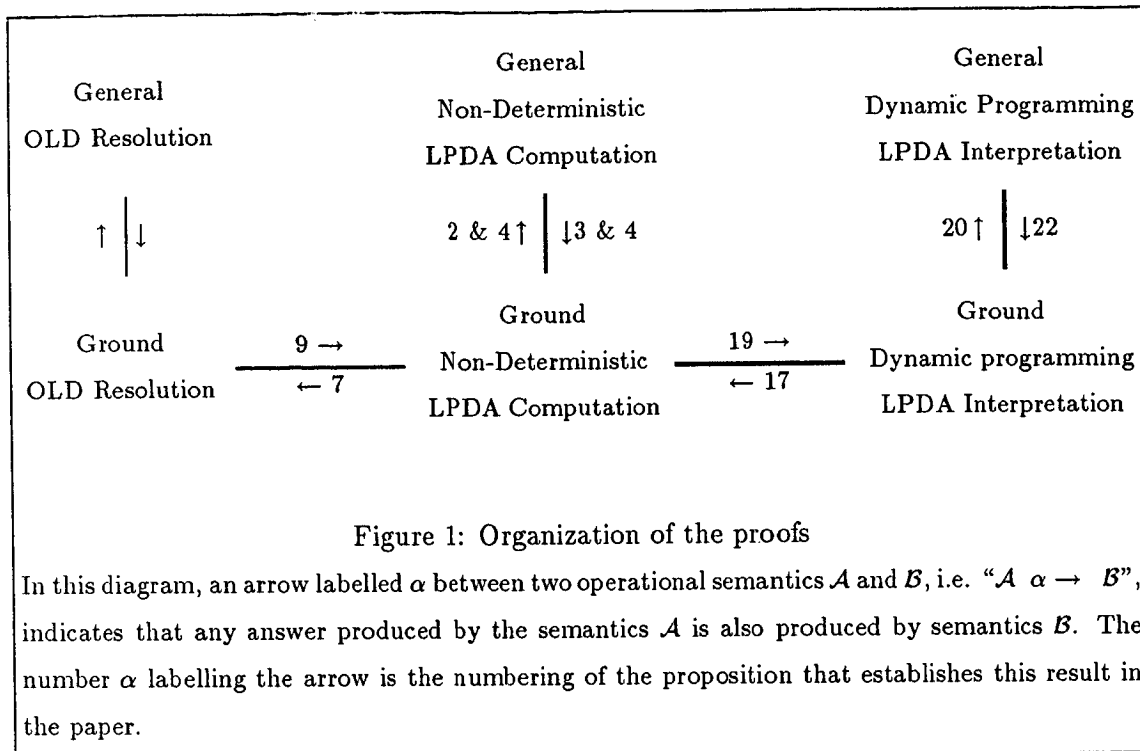 General
OLD Resolution
General
Non-Deterministic
LPDA Computation
General
Dynamic Programming
LPDA Interpretation
↑ ↓
2 & 4 ↑ ↓3 & 4
20 ↑ ↓22
Ground
OLD Resolution
9 →
← 7
Ground
Non-Deterministic
LPDA Computation
19 →
← 17
Ground
Dynamic programming
LPDA Interpretation
Figure 1: Organization of the proofs
In this diagram, an arrow labelled α between two operational semantics 𝒜 and ℬ, i.e. “𝒜 α → ℬ”,
indicates that any answer produced by the semantics 𝒜 is also produced by semantics ℬ. The
number α labelling the arrow is the numbering of the proposition that establishes this result in
the paper.